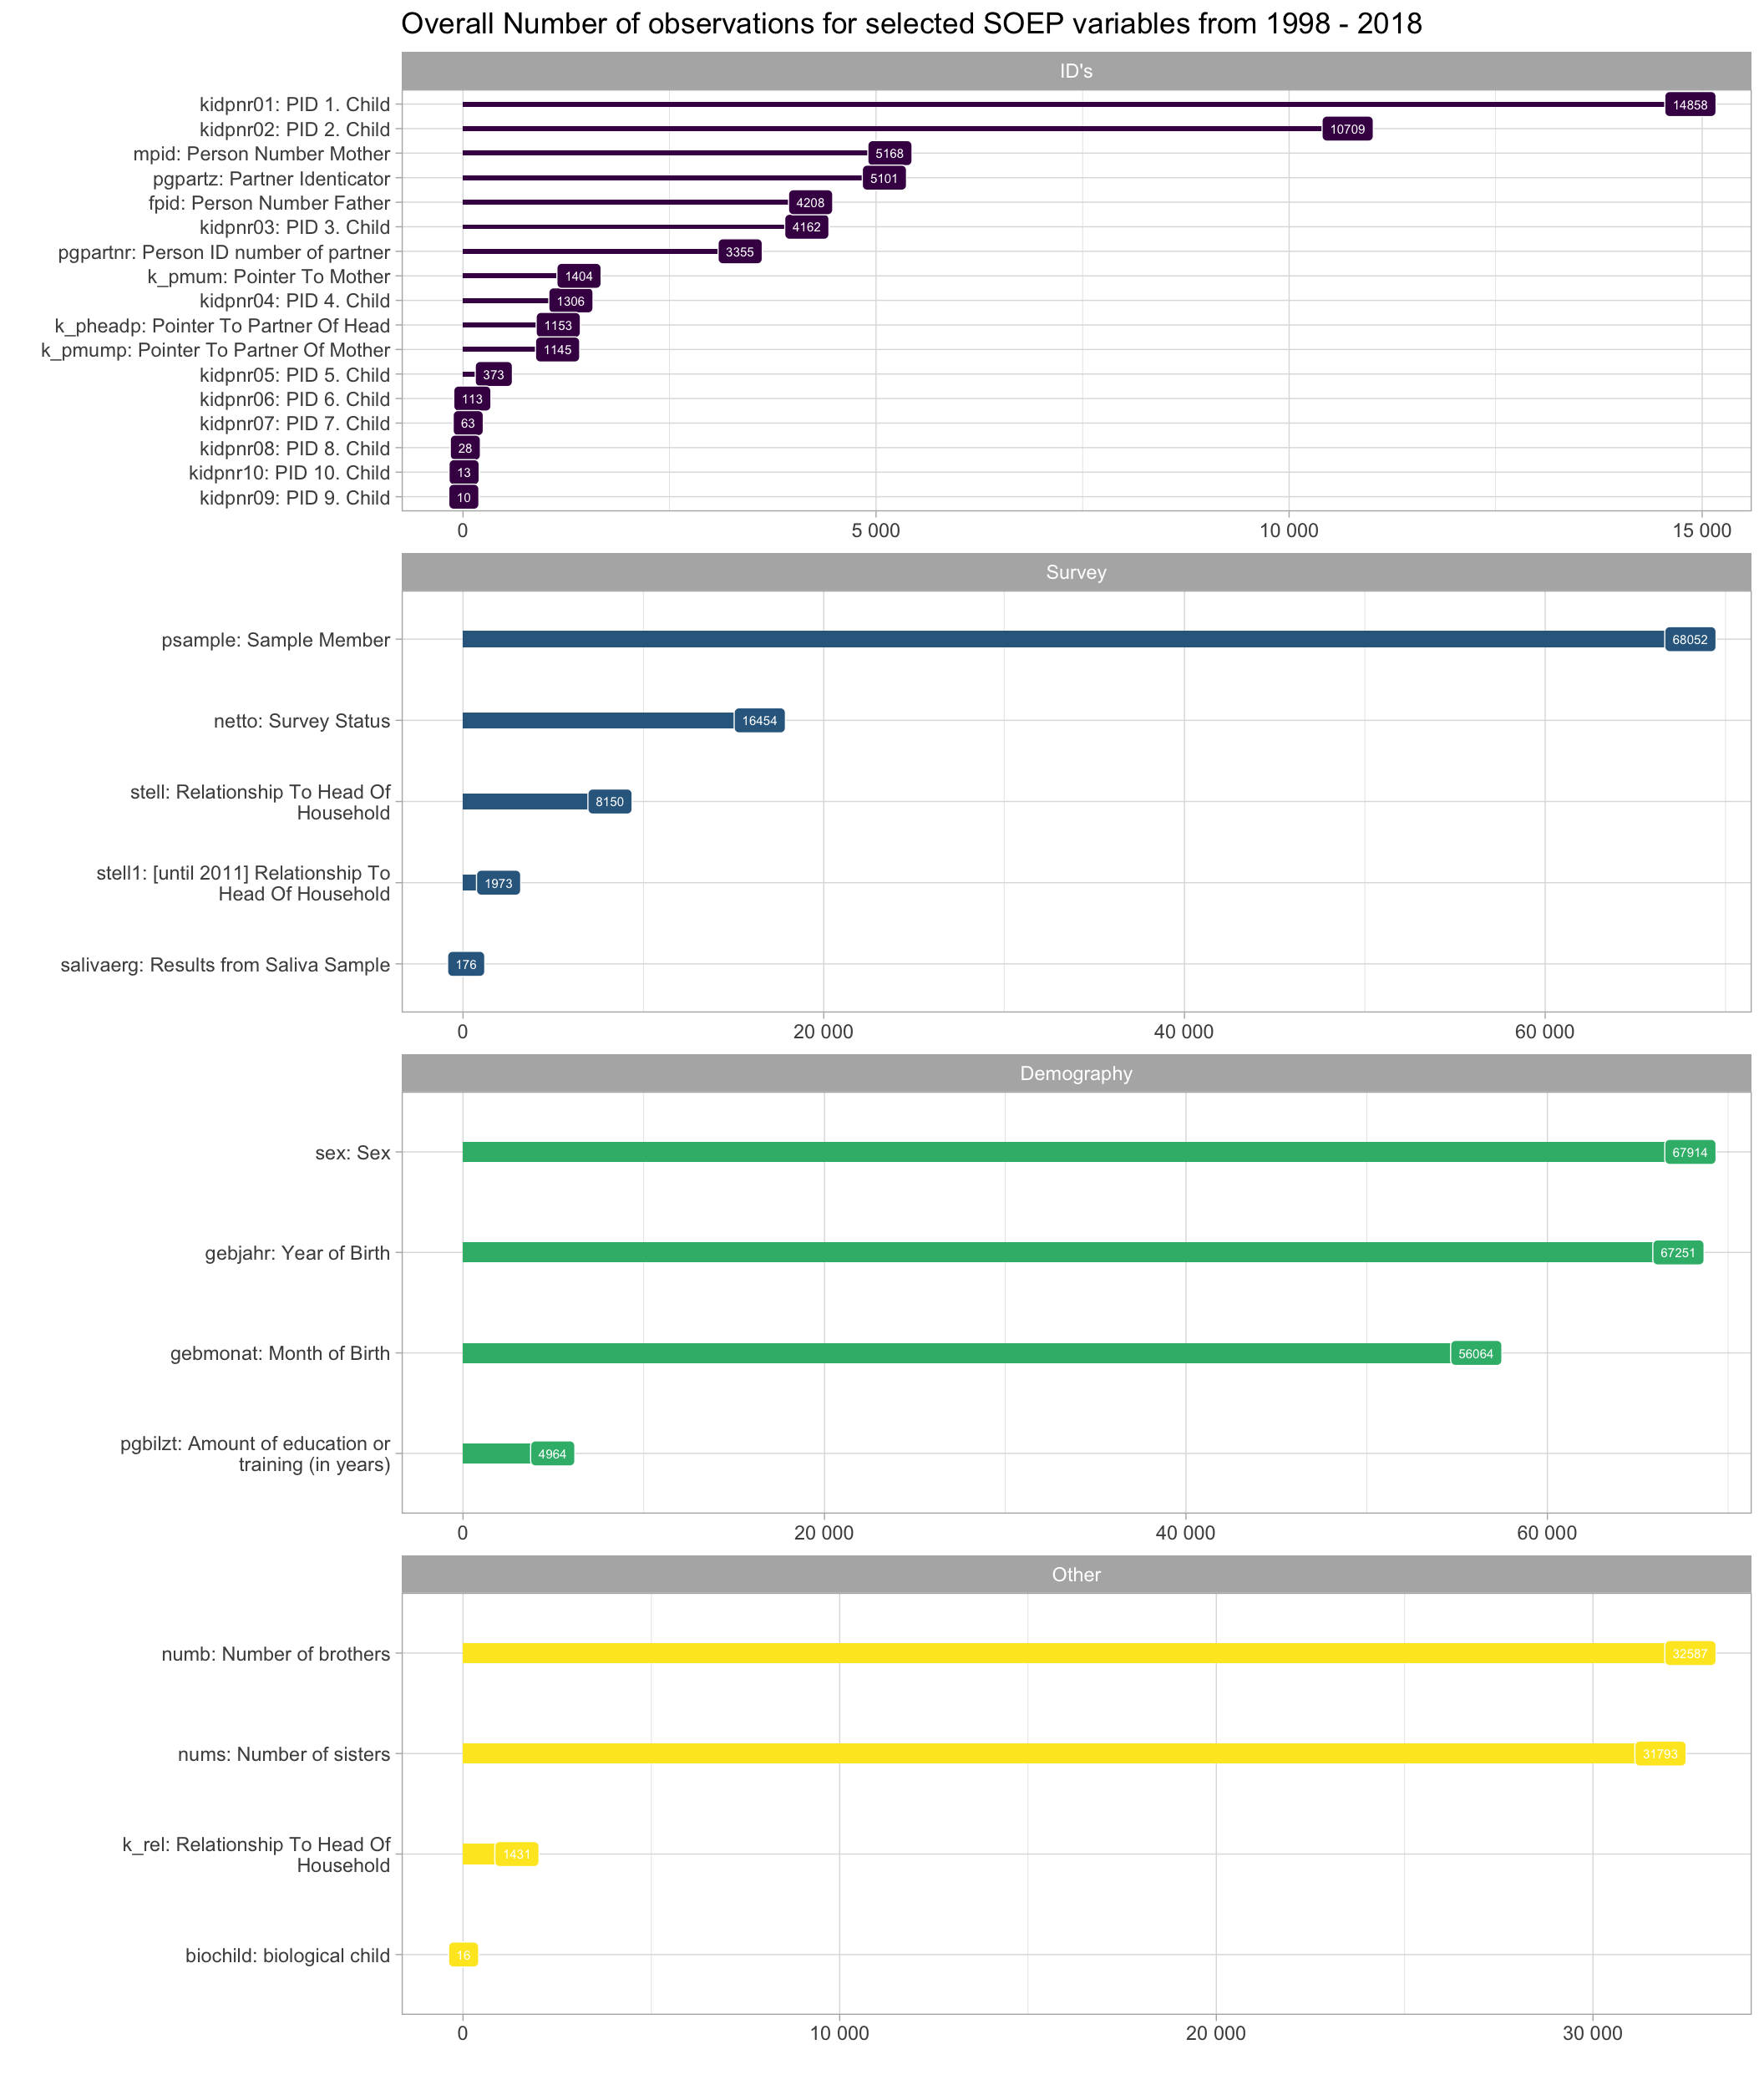 Overall Number of observations for selected SOEP variables from 1998 - 2018
ID's
kidpnr01: PID 1. Child 14858
kidpnr02: PID 2. Child 10709
mpid: Person Number Mother 5168
pgpartz: Partner Identicator 5101
fpid: Person Number Father 4208
kidpnr03: PID 3. Child 4162
pgpartnr: Person ID number of partner 3355
k_pmum: Pointer To Mother 1404
kidpnr04: PID 4. Child 1306
k_pheadp: Pointer To Partner Of Head 1153
k_pmump: Pointer To Partner Of Mother 1145
kidpnr05: PID 5. Child 373
kidpnr06: PID 6. Child 113
kidpnr07: PID 7. Child 63
kidpnr08: PID 8. Child 28
kidpnr10: PID 10. Child 13
kidpnr09: PID 9. Child 10
0 5 000 10 000 15 000
Survey
psample: Sample Member 68052
netto: Survey Status 16454
stell: Relationship To Head Of
Household 8150
stell1: [until 2011] Relationship To
Head Of Household 1973
salivaerg: Results from Saliva Sample 176
0 20 000 40 000 60 000
Demography
sex: Sex 67914
gebjahr: Year of Birth 67251
gebmonat: Month of Birth 56064
pgbilzt: Amount of education or
training (in years) 4964
0 20 000 40 000 60 000
Other
numb: Number of brothers 32587
nums: Number of sisters 31793
k_rel: Relationship To Head Of
Household 1431
biochild: biological child 16
0 10 000 20 000 30 000